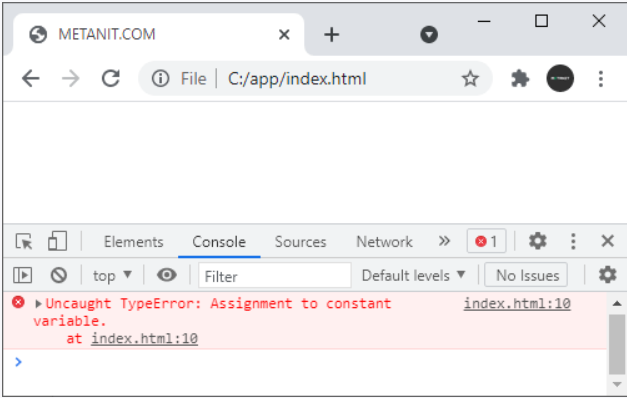 METANIT.COM
File C:/app/index.html
Elements Console Sources Network 1
top Filter Default levels No Issues
Uncaught TypeError: Assignment to constant index.html:10
variable.
at index.html:10